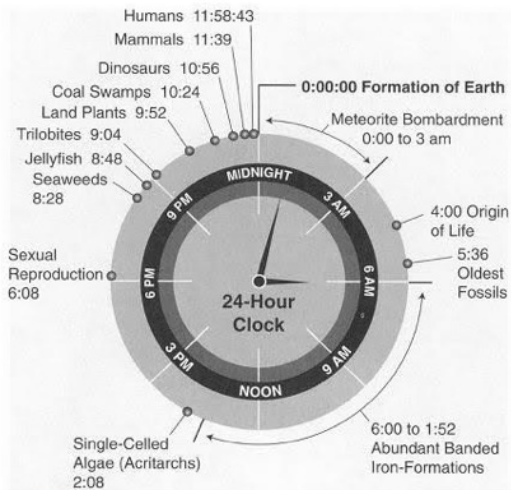 Humans 11:58:43
Mammals 11:39
Dinosaurs 10:56
Coal Swamps 10:24
Land Plants 9:52
Trilobites 9:04
Jellyfish 8:48
Seaweeds
8:28
Sexual
Reproduction
6:08
Single-Celled
Algae (Acritarchs)
2:08
0:00:00 Formation of Earth
Meteorite Bombardment
0:00 to 3 am
4:00 Origin
of Life
5:36
Oldest
Fossils
6:00 to 1:52
Abundant Banded
Iron-Formations
MIDNIGHT
3 AM
6 AM
9 AM
NOON
3 PM
6 PM
9 PM
24-Hour
Clock